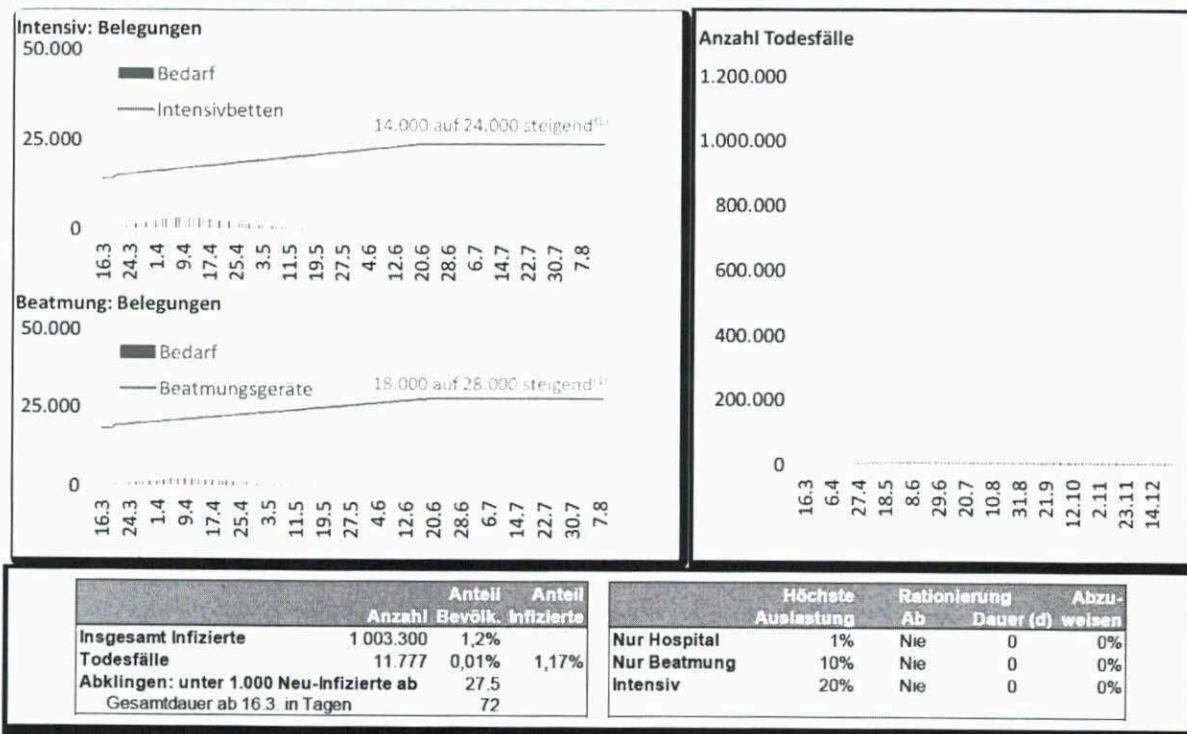 Intensiv: Belegungen
50.000
Bedarf
Intensivbetten
14.000 auf 24.000 steigend
25.000
0
16.3 24.3 1.4 9.4 17.4 25.4 3.5 11.5 19.5 27.5 4.6 12.6 20.6 28.6 6.7 14.7 22.7 30.7 7.8
Beatmung: Belegungen
50.000
Bedarf
Beatmungsgeräte
18.000 auf 28.000 steigend
25.000
0
16.3 24.3 1.4 9.4 17.4 25.4 3.5 11.5 19.5 27.5 4.6 12.6 20.6 28.6 6.7 14.7 22.7 30.7 7.8
Anzahl Todesfälle
1.200.000
1.000.000
800.000
600.000
400.000
200.000
0
16.3 6.4 27.4 18.5 8.6 29.6 20.7 10.8 31.8 21.9 12.10 2.11 23.11 14.12
Anteil Anteil
Anzahl Bevölk. Infizierte
Insgesamt Infizierte 1 003.300 1,2%
Todesfälle 11.777 0,01% 1,17%
Abklingen: unter 1.000 Neu-Infizierte ab 27.5
Gesamtdauer ab 16.3. in Tagen 72
Höchste Rationierung Abzu-
Auslastung Ab Dauer (d) weisen
Nur Hospital 1% Nie 0 0%
Nur Beatmung 10% Nie 0 0%
Intensiv 20% Nie 0 0%